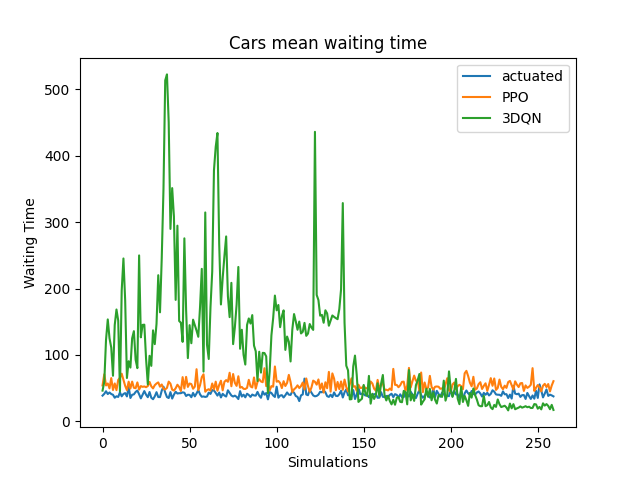 Cars mean waiting time
actuated
PPO
3DQN
Waiting Time
500
400
300
200
100
0
0 50 100 150 200 250
Simulations